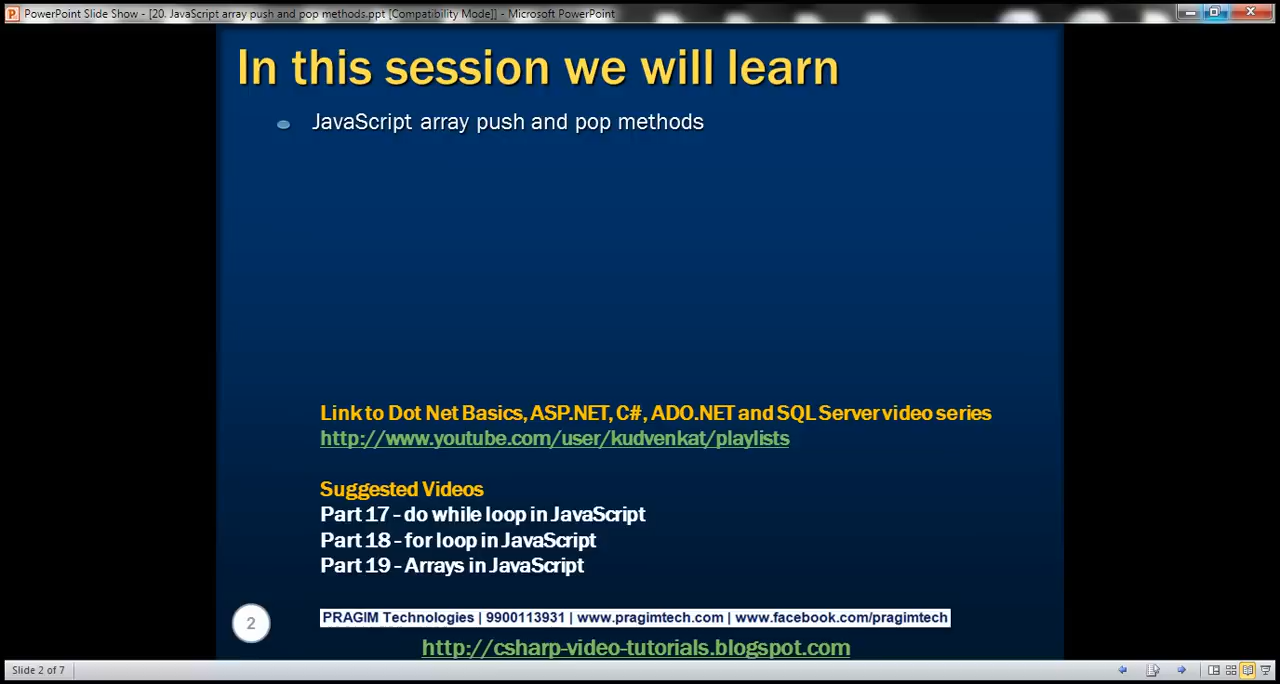 PowerPoint Slide Show - [20. JavaScript array push and pop methods.ppt [Compatibility Mode]] - Microsoft PowerPoint
In this session we will learn
JavaScript array push and pop methods
Link to Dot Net Basics, ASP.NET, C#, ADO.NET and SQL Server video series
http://www.youtube.com/user/kudvenkat/playlists
Suggested Videos
Part 17 - do while loop in JavaScript
Part 18 - for loop in JavaScript
Part 19 - Arrays in JavaScript
2
PRAGIM Technologies | 9900113931 | www.pragimtech.com | www.facebook.com/pragimtech
http://csharp-video-tutorials.blogspot.com
Slide 2 of 7